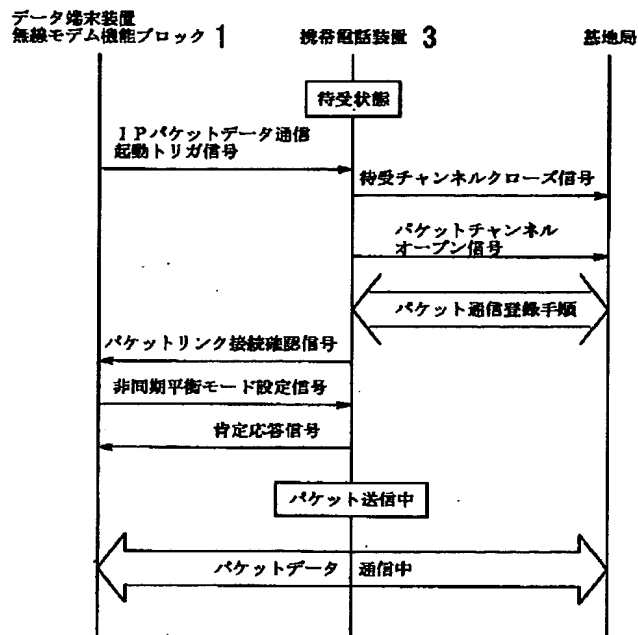 データ端末装置
無線モデム機能ブロック 1
携帯電話装置 3
基地局
待受状態
IPパケットデータ通信
起動トリガ信号
待受チャンネルクローズ信号
パケットチャンネル
オープン信号
パケット通信登録手順
パケットリンク接続確認信号
非同期平衡モード設定信号
肯定応答信号
パケット送信中
パケットデータ 通信中